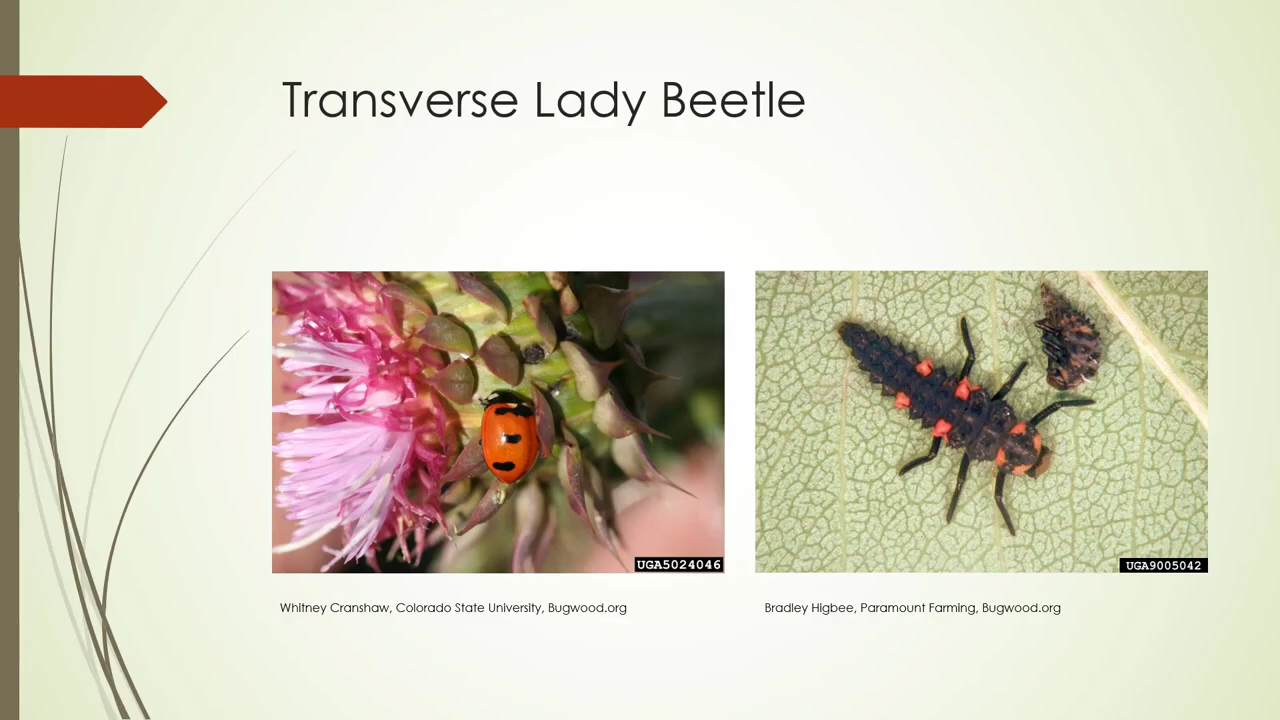 Transverse Lady Beetle
UGA5024046
UGA9005042
Whitney Cranshaw, Colorado State University, Bugwood.org
Bradley Higbee, Paramount Farming, Bugwood.org